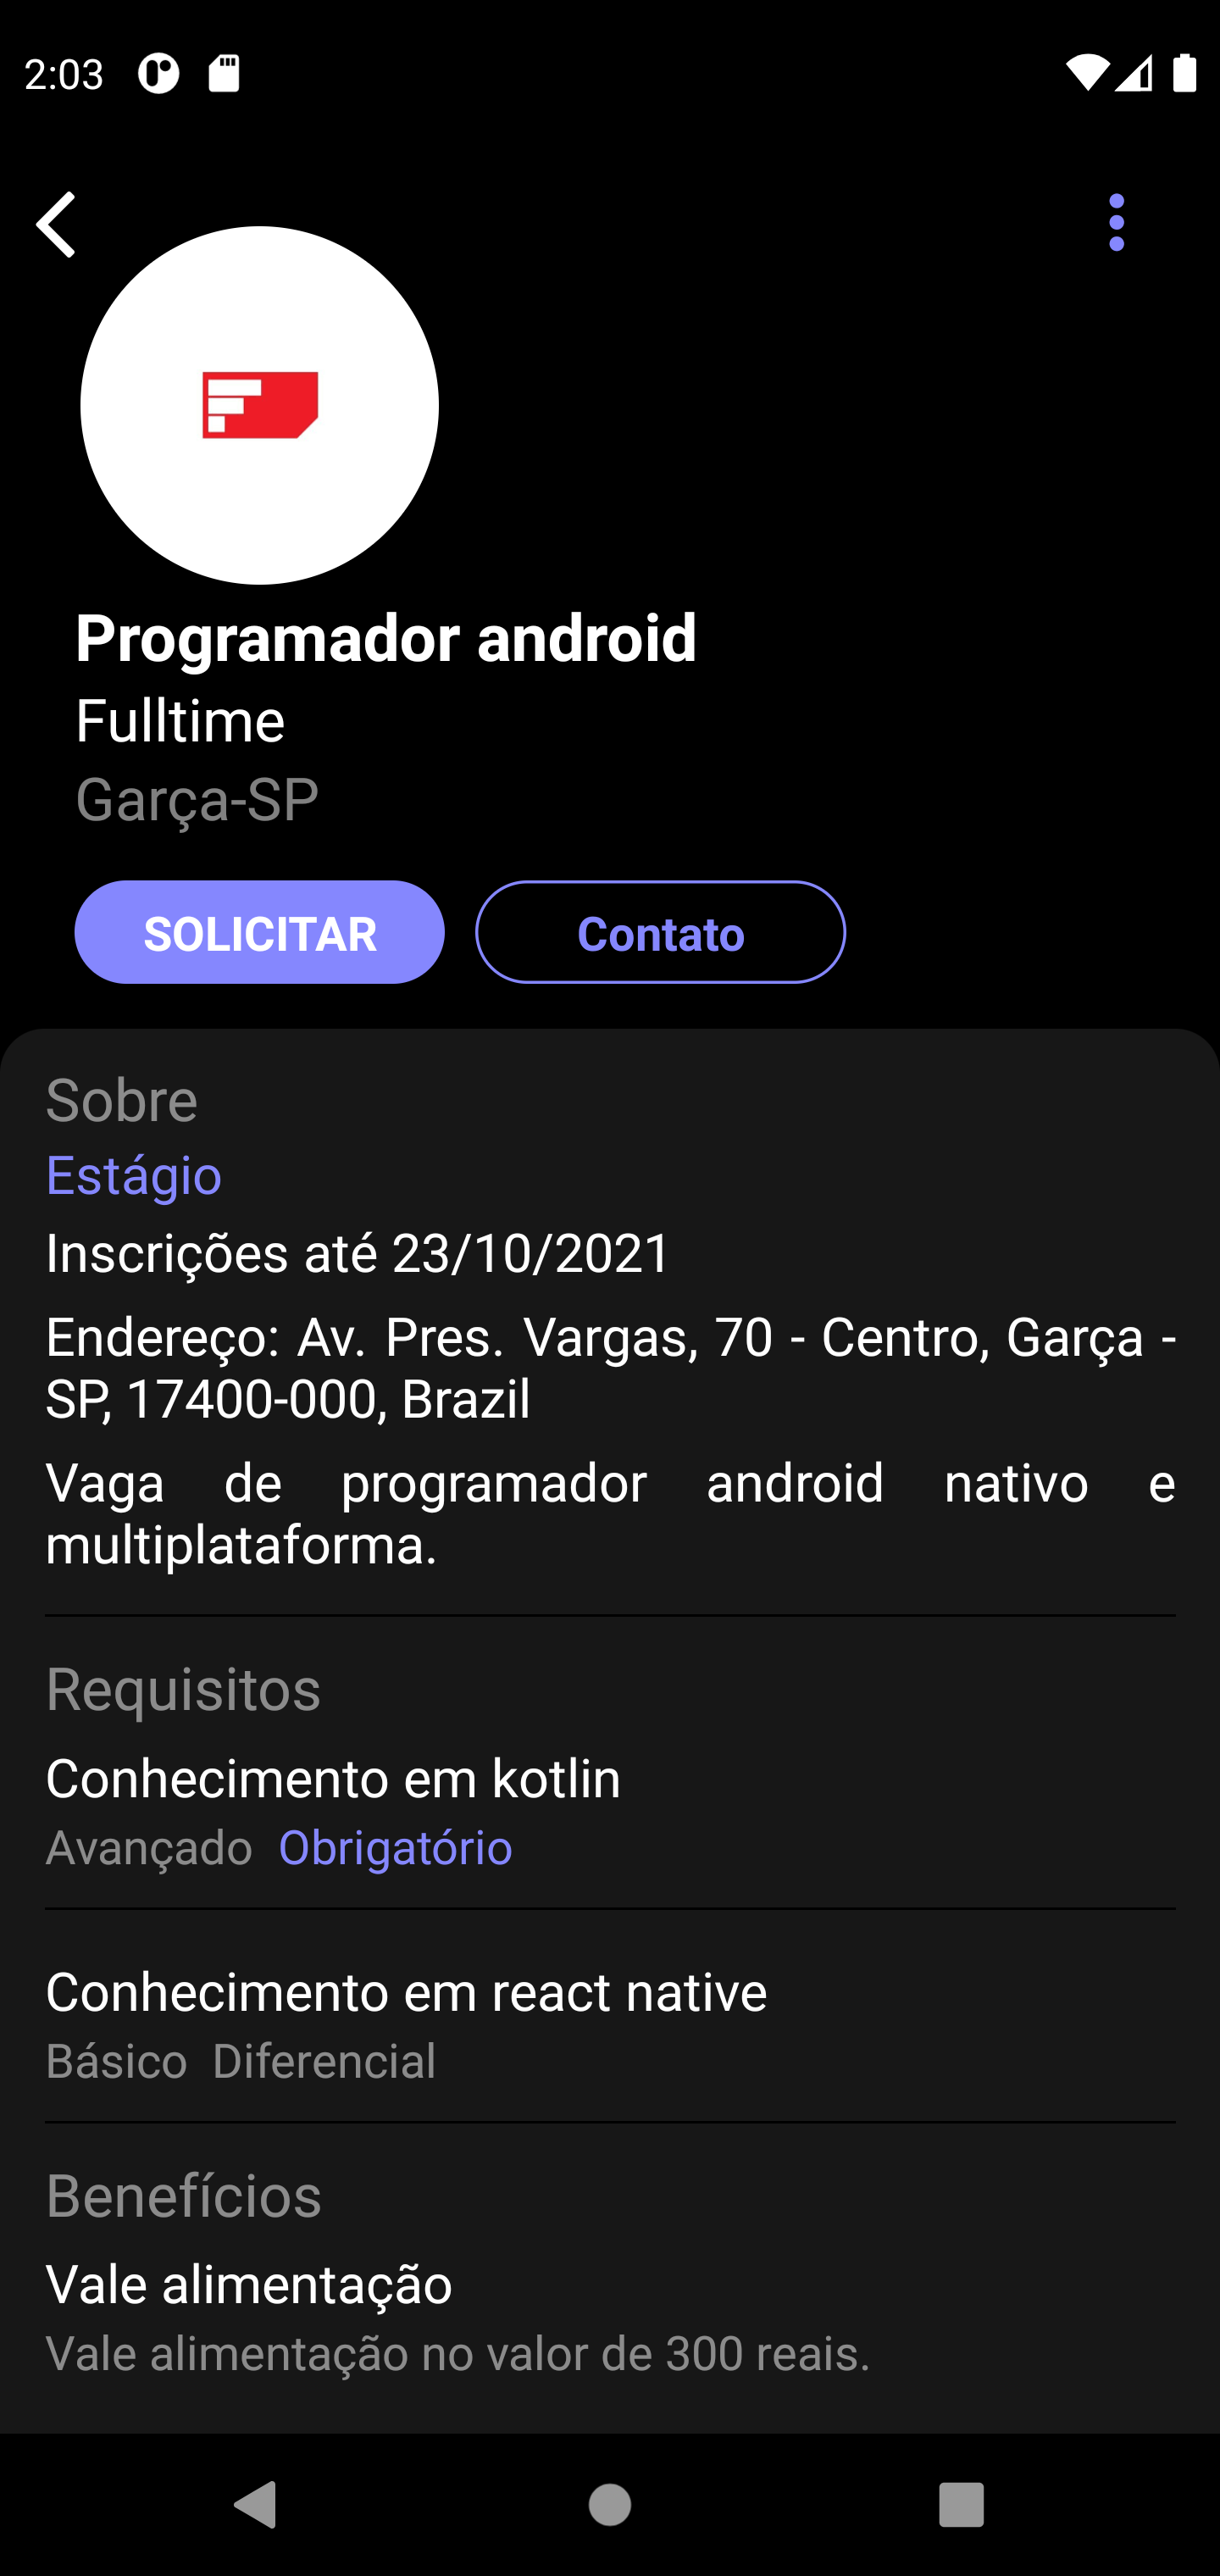 2:03
Programador android
Fulltime
Garça-SP
SOLICITAR
Contato
Sobre
Estágio
Inscrições até 23/10/2021
Endereço: Av. Pres. Vargas, 70 - Centro, Garça -
SP, 17400-000, Brazil
Vaga de programador android nativo e
multiplataforma.
Requisitos
Conhecimento em kotlin
Avançado Obrigatório
Conhecimento em react native
Básico Diferencial
Benefícios
Vale alimentação
Vale alimentação no valor de 300 reais.